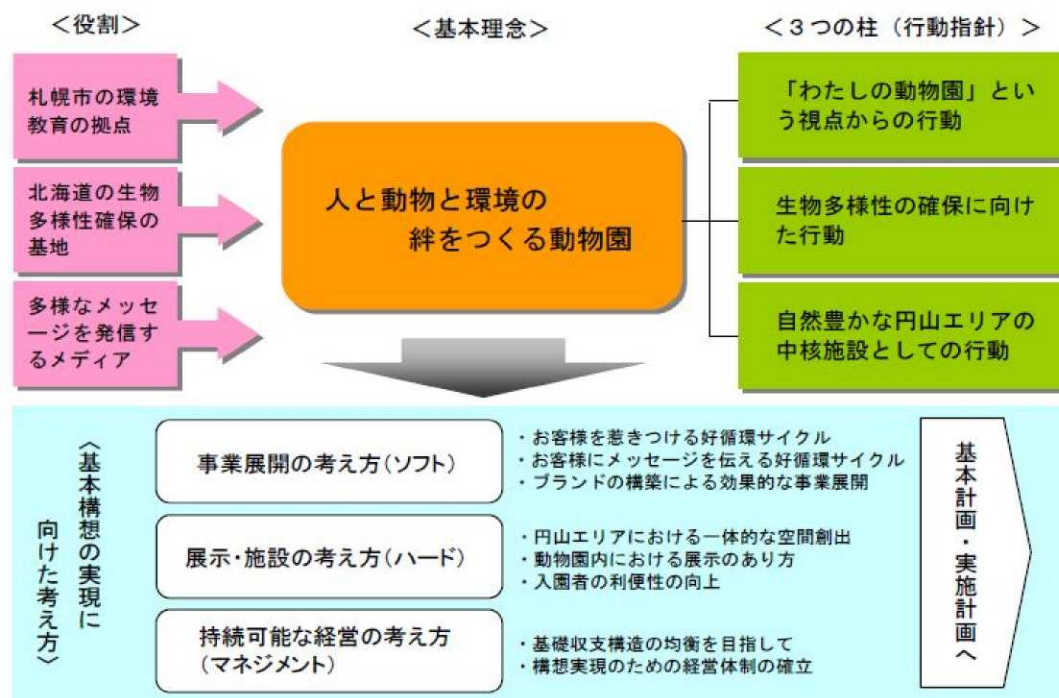 ＜役割＞
＜基本理念＞
＜３つの柱（行動指針）＞
札幌市の環境
教育の拠点
北海道の生物
多様性確保の
基地
多様なメッセ
ージを発信す
るメディア
人と動物と環境の
絆をつくる動物園
「わたしの動物園」とい
う視点からの行動
生物多様性の確保に向け
た行動
自然豊かな円山エリアの
中核施設としての行動
〈基本構想の実現に
向けた考え方〉
事業展開の考え方(ソフト)
・お客様を惹きつける好循環サイクル
・お客様にメッセージを伝える好循環サイクル
・ブランドの構築による効果的な事業展開
展示・施設の考え方(ハード)
・円山エリアにおける一体的な空間創出
・動物園内における展示のあり方
・入園者の利便性の向上
持続可能な経営の考え方
(マネジメント)
・基礎収支構造の均衡を目指して
・構想実現のための経営体制の確立
基本計画・実施計画へ